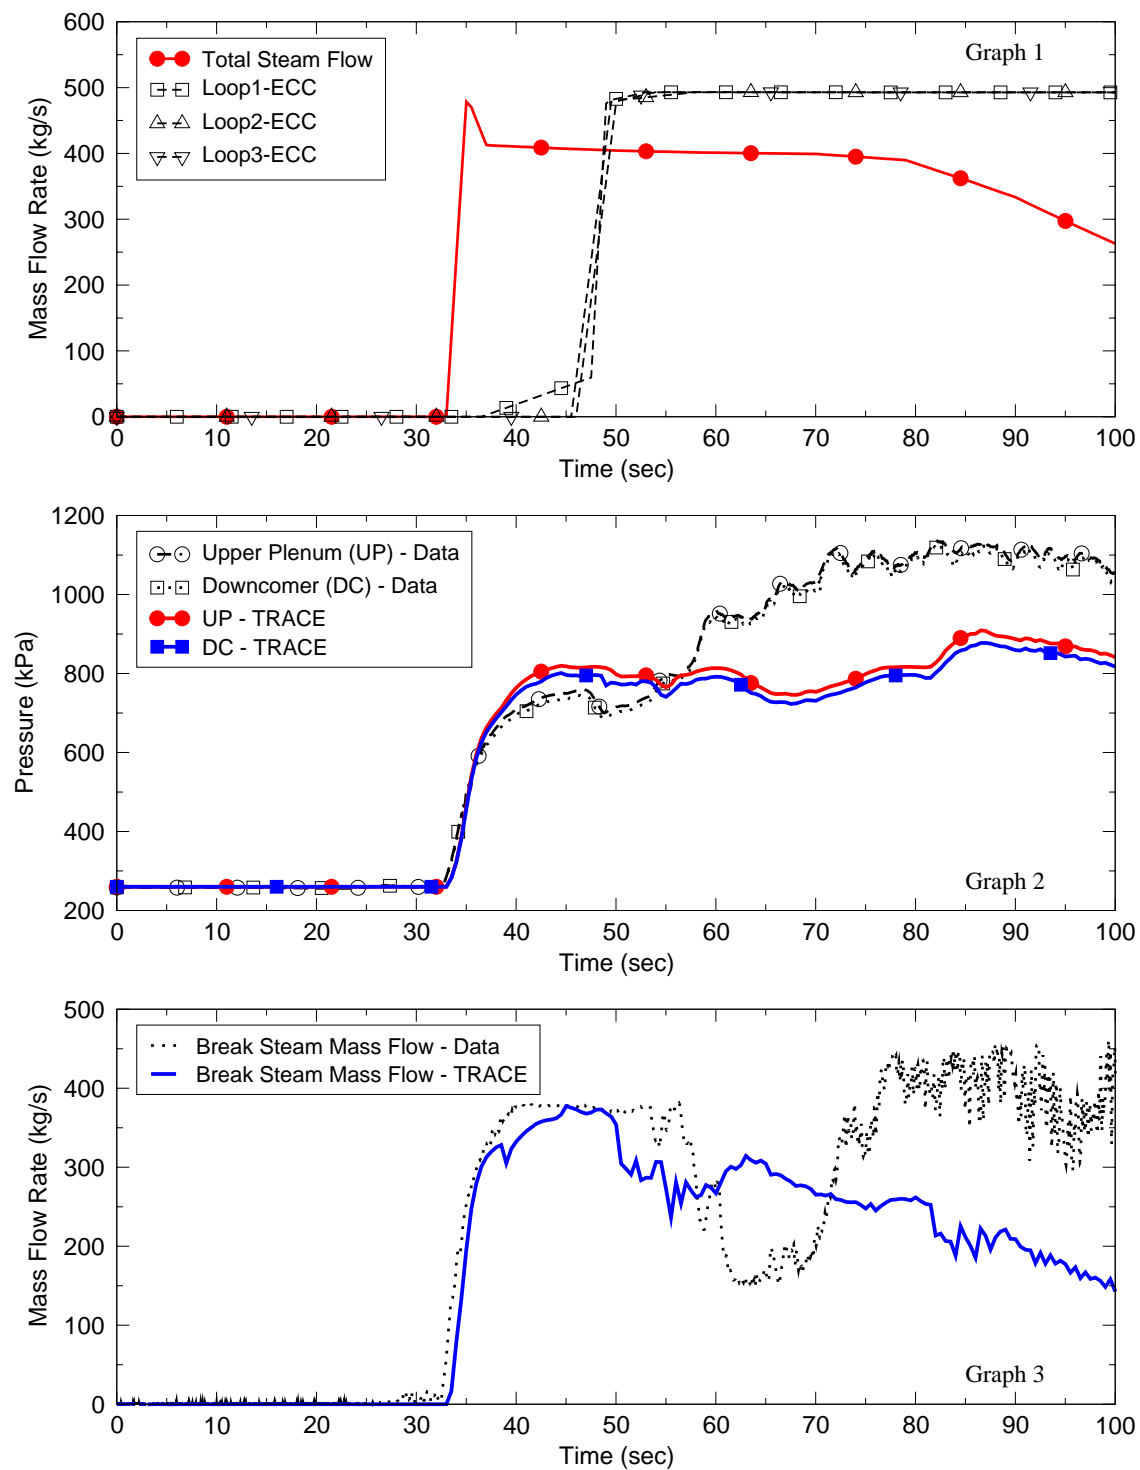 600
500
400
300
200
100
0
Mass Flow Rate (kg/s)
Total Steam Flow
Loop1-ECC
Loop2-ECC
Loop3-ECC
Graph 1
0 10 20 30 40 50 60 70 80 90 100
Time (sec)
1200
1000
800
600
400
200
Pressure (kPa)
Upper Plenum (UP) - Data
Downcomer (DC) - Data
UP - TRACE
DC - TRACE
Graph 2
0 10 20 30 40 50 60 70 80 90 100
Time (sec)
500
400
300
200
100
0
Mass Flow Rate (kg/s)
Break Steam Mass Flow - Data
Break Steam Mass Flow - TRACE
Graph 3
0 10 20 30 40 50 60 70 80 90 100
Time (sec)